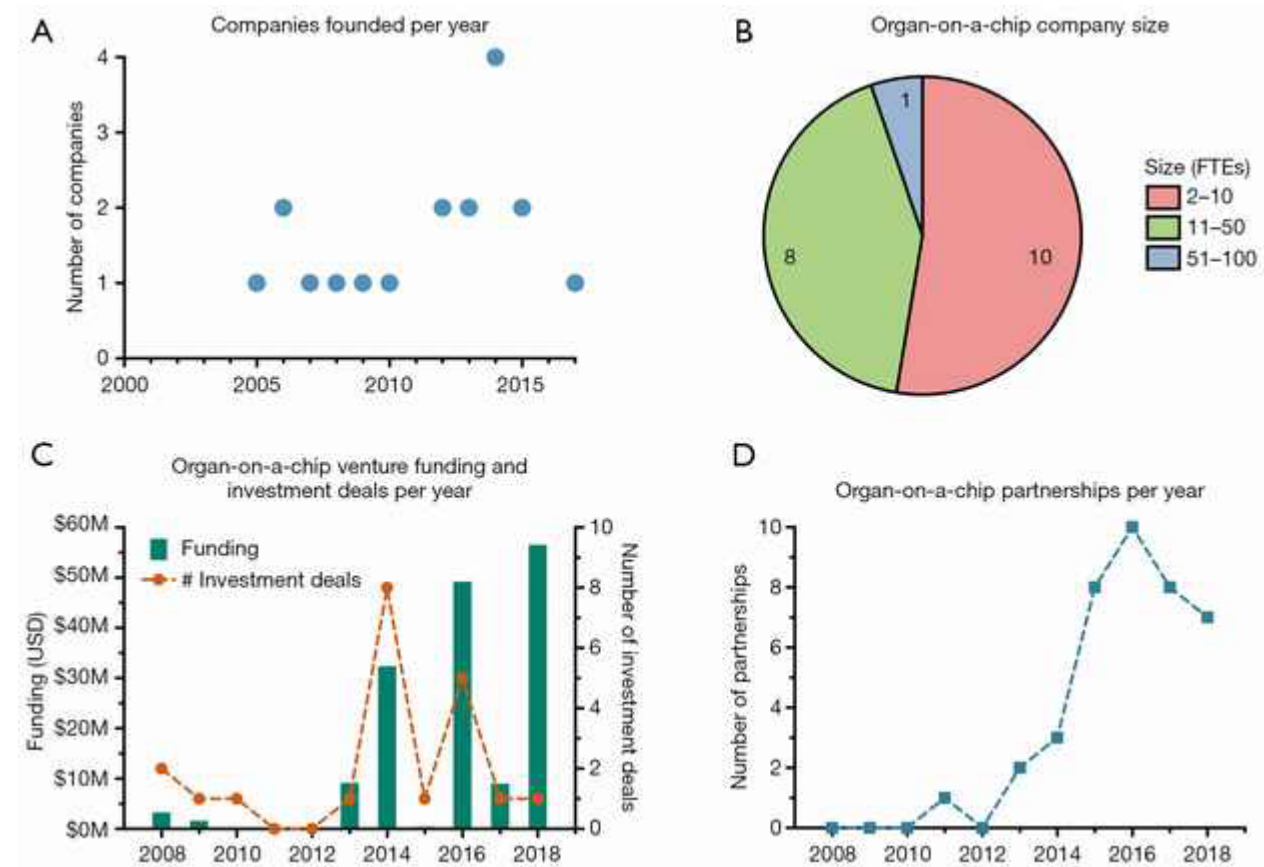 A
Companies founded per year
Number of companies
4
3
2
1
0
2000 2005 2010 2015
B
Organ-on-a-chip company size
1
8
10
Size (FTEs)
2–10
11–50
51–100
C
Organ-on-a-chip venture funding and
investment deals per year
Funding (USD)
$60M
$50M
$40M
$30M
$20M
$10M
$0M
Funding
# Investment deals
10
8
6
4
2
0
Number of investment deals
2008 2010 2012 2014 2016 2018
D
Organ-on-a-chip partnerships per year
Number of partnerships
10
8
6
4
2
0
2008 2010 2012 2014 2016 2018